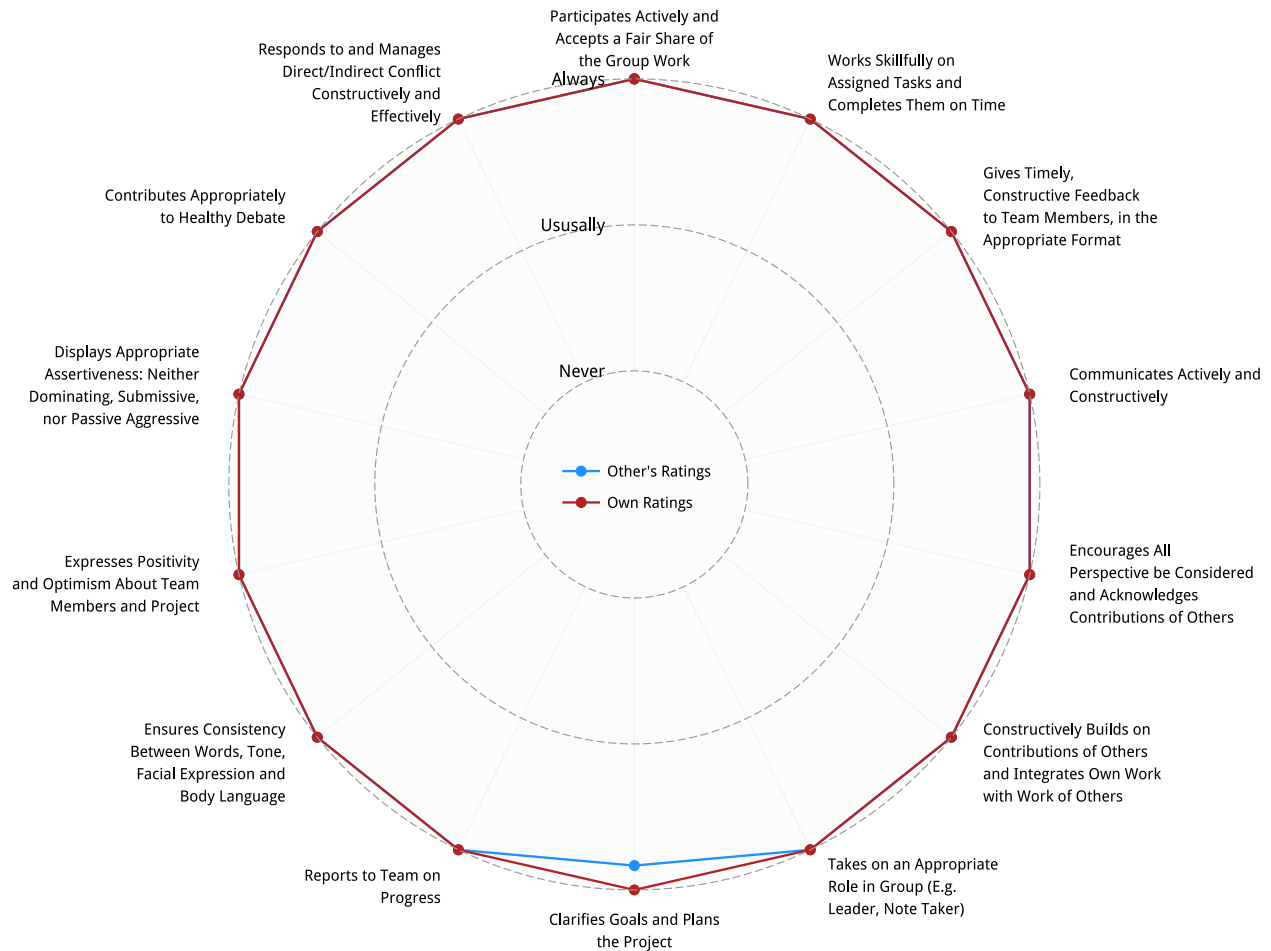 Participates Actively and
Accepts a Fair Share of
the Group Work
Works Skillfully on
Assigned Tasks and
Completes Them on Time
Gives Timely,
Constructive Feedback
to Team Members, in the
Appropriate Format
Communicates Actively and
Constructively
Encourages All
Perspective be Considered
and Acknowledges
Contributions of Others
Constructively Builds on
Contributions of Others
and Integrates Own Work
with Work of Others
Takes on an Appropriate
Role in Group (E.g.
Leader, Note Taker)
Clarifies Goals and Plans
the Project
Reports to Team on
Progress
Ensures Consistency
Between Words, Tone,
Facial Expression and
Body Language
Expresses Positivity
and Optimism About Team
Members and Project
Displays Appropriate
Assertiveness: Neither
Dominating, Submissive,
nor Passive Aggressive
Contributes Appropriately
to Healthy Debate
Responds to and Manages
Direct/Indirect Conflict
Constructively and
Effectively
Always
Ususally
Never
Other's Ratings
Own Ratings